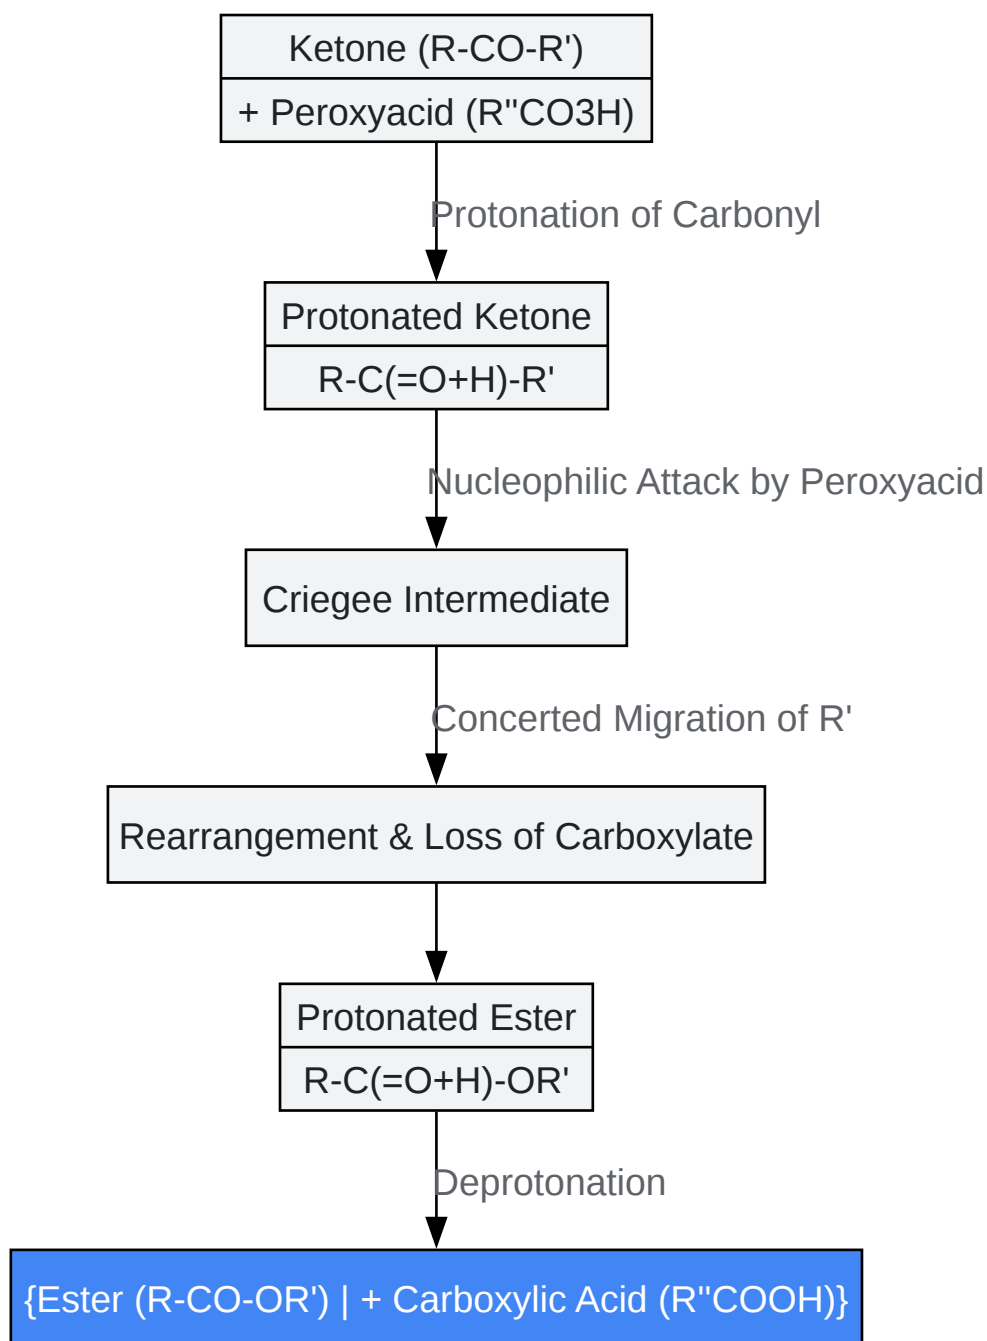 Ketone (R-CO-R')
+ Peroxyacid (R"CO3H)
Protonation of Carbonyl
Protonated Ketone
R-C(=O+H)-R'
Nucleophilic Attack by Peroxyacid
Criegee Intermediate
Concerted Migration of R'
Rearrangement & Loss of Carboxylate
Protonated Ester
R-C(=O+H)-OR'
Deprotonation
{Ester (R-CO-OR') | + Carboxylic Acid (R"COOH)}